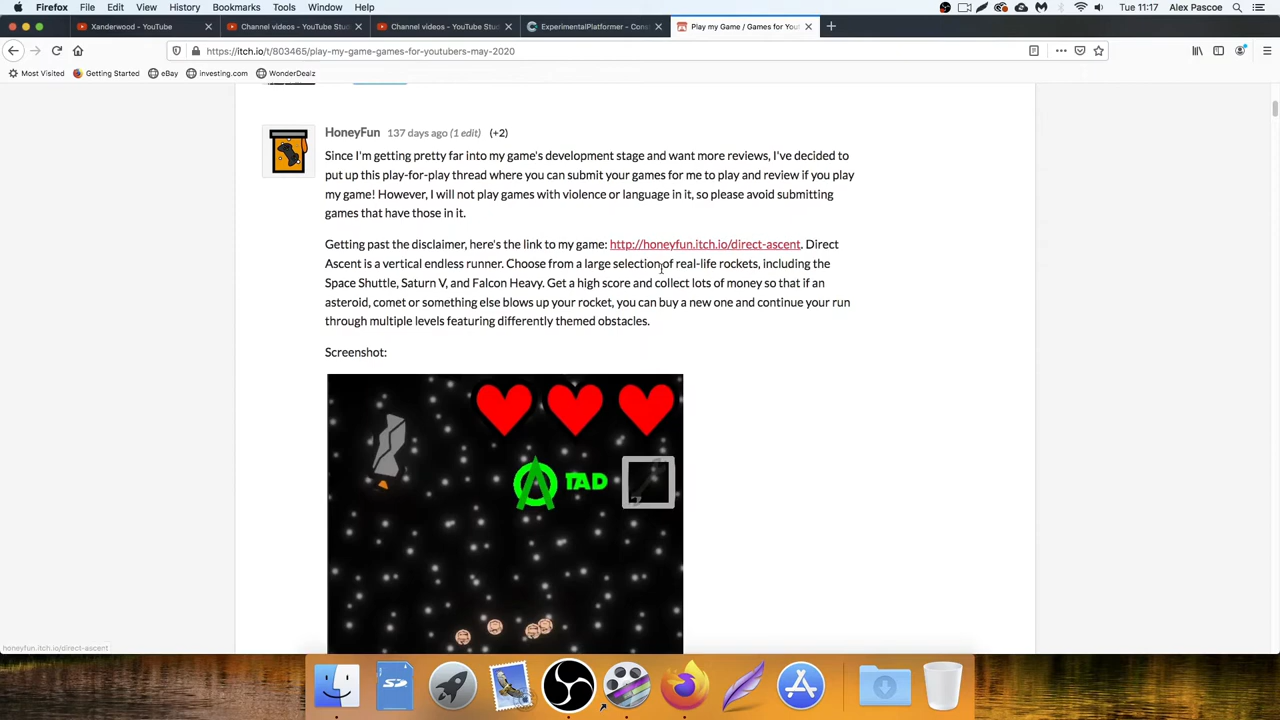 Firefox File Edit View History Bookmarks Tools Window Help Tue 11:17 Alex Pascoe
Xanderwood - YouTube
Channel videos - YouTube Stu
Channel videos - YouTube Stud
ExperimentalPlatformer - Con
Play my Game / Games for You
https://itch.io/t/803465/play-my-game-games-for-youtubers-may-2020
Most Visited Getting Started eBay investing.com WonderDealz
HoneyFun 137 days ago (1 edit) (+2)
Since I'm getting pretty far into my game's development stage and want more reviews, I've decided to
put up this play-for-play thread where you can submit your games for me to play and review if you play
my game! However, I will not play games with violence or language in it, so please avoid submitting
games that have those in it.
Getting past the disclaimer, here's the link to my game: http://honeyfun.itch.io/direct-ascent. Direct
Ascent is a vertical endless runner. Choose from a large selection of real-life rockets, including the
Space Shuttle, Saturn V, and Falcon Heavy. Get a high score and collect lots of money so that if an
asteroid, comet or something else blows up your rocket, you can buy a new one and continue your run
through multiple levels featuring differently themed obstacles.
Screenshot:
TAD
honeyfun.itch.io/direct-ascent
SD